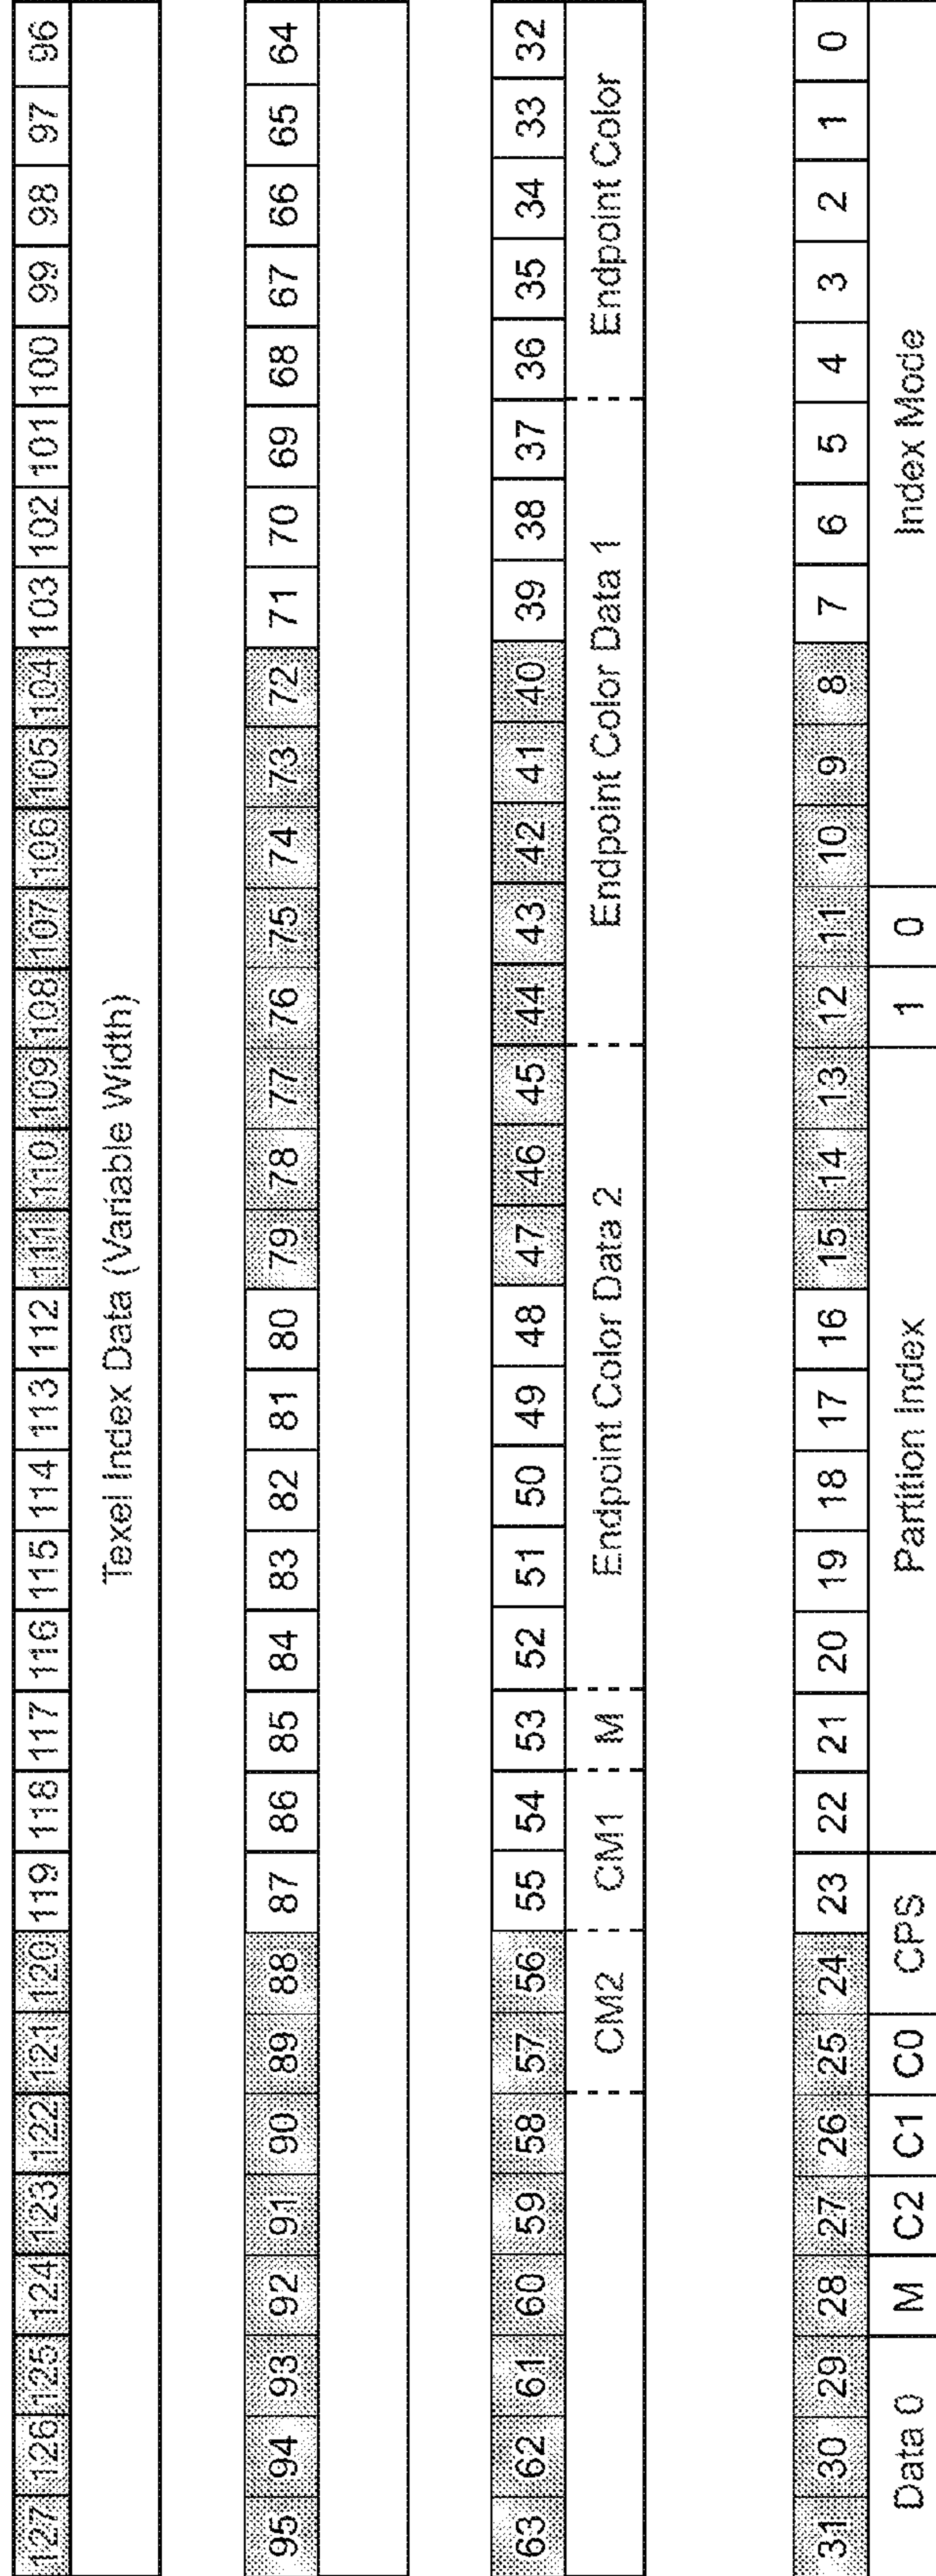 127 126 125 124 123 122 121 120 119 118 117 116 115 114 113 112 111 110 109 108 107 106 105 104 103 102 101 100 99 98 97 96
Texel Index Data (Variable Width)
95 94 93 92 91 90 89 88 87 86 85 84 83 82 81 80 79 78 77 76 75 74 73 72 71 70 69 68 67 66 65 64
63 62 61 60 59 58 57 56 55 54 53 52 51 50 49 48 47 46 45 44 43 42 41 40 39 38 37 36 35 34 33 32
CM2 CM1 M Endpoint Color Data 2 Endpoint Color Data 1 Endpoint Color
31 30 29 28 27 26 25 24 23 22 21 20 19 18 17 16 15 14 13 12 11 10 9 8 7 6 5 4 3 2 1 0
Data 0 M C2 C1 C0 CPS Partition Index 1 0 Index Mode